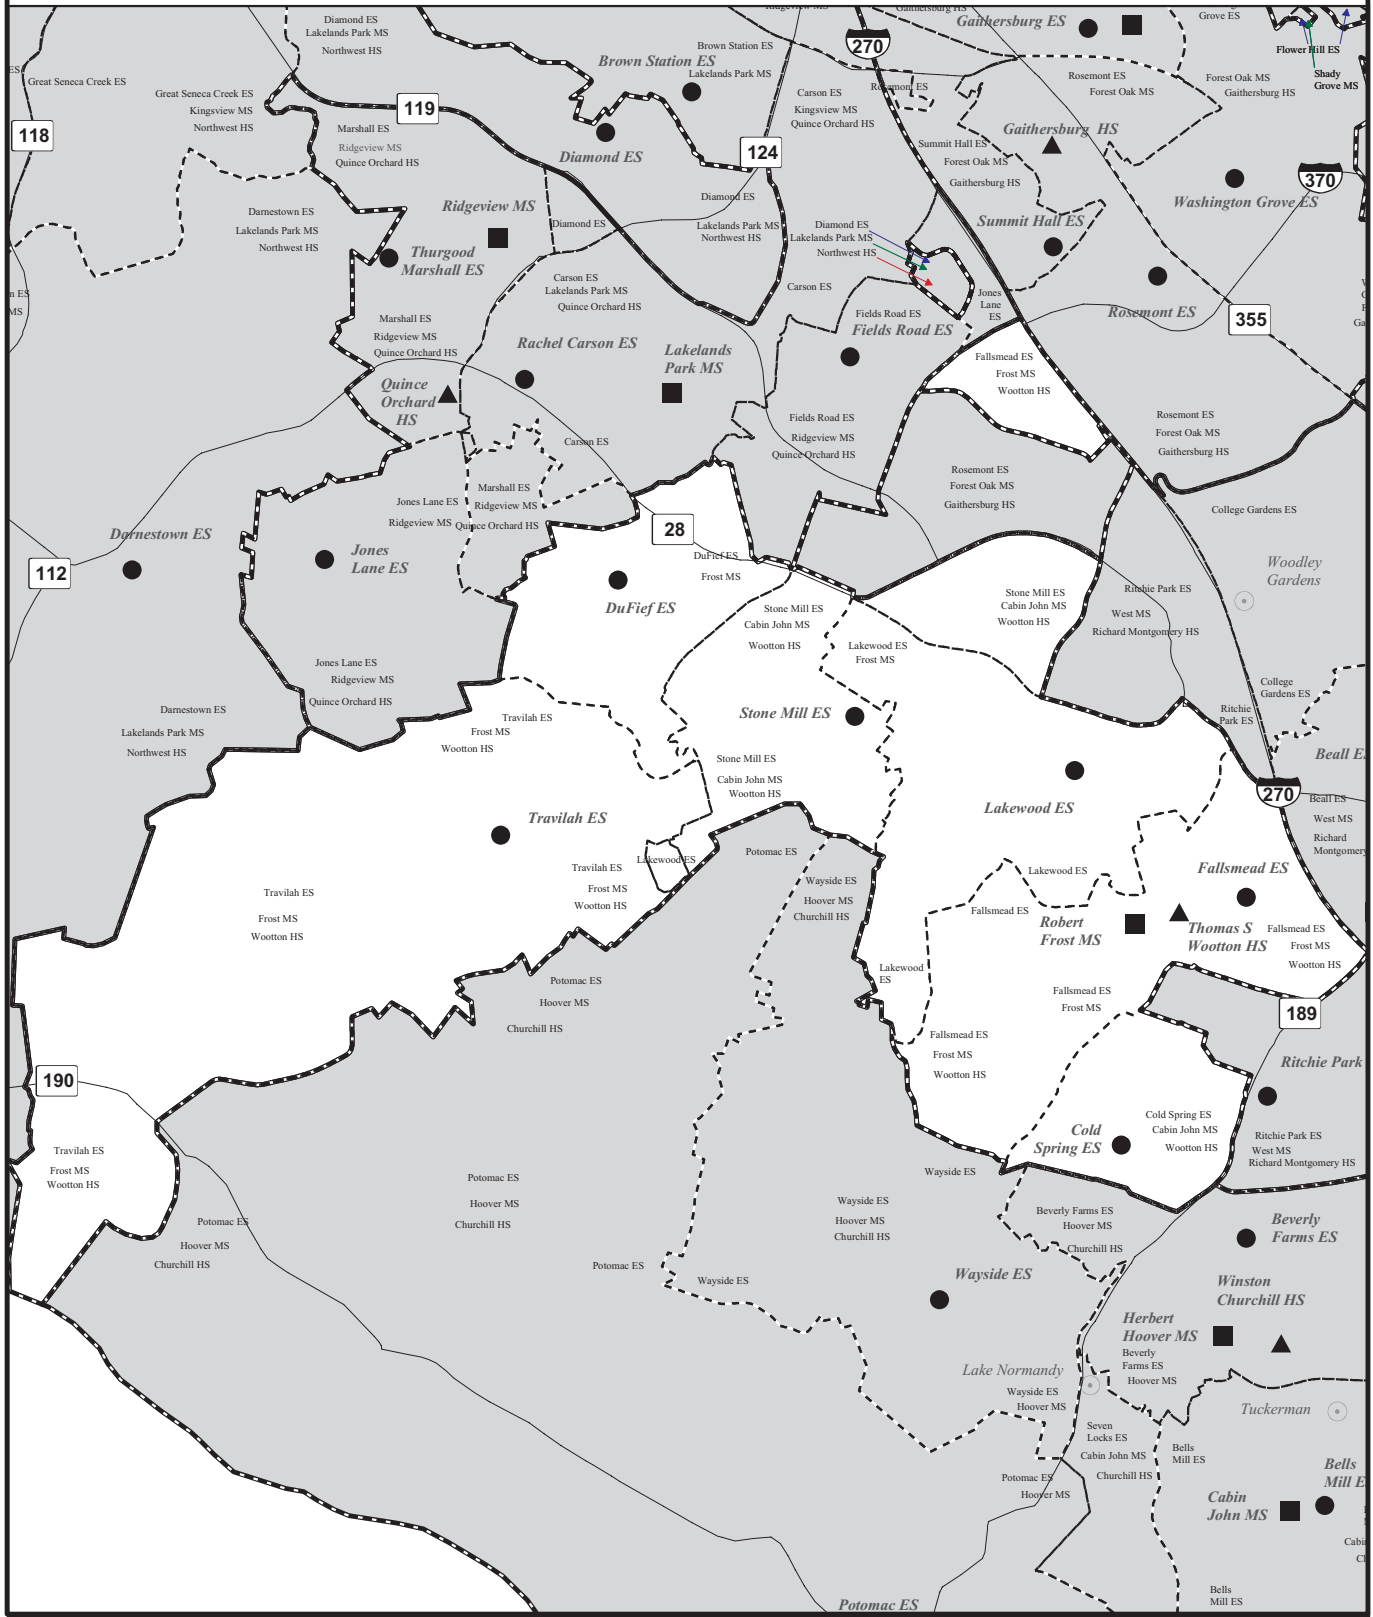 Ridgeview MS
Gaithersburg HS
Gaithersburg ES
Grove ES
Flower Hill ES
Shady
Grove MS
Diamond ES
Lakelands Park MS
Northwest HS
Great Seneca Creek ES
Great Seneca Creek ES
Kingsview MS
Northwest HS
118
119
Brown Station ES
Brown Station ES
Lakelands Park MS
270
Rosemont ES
Carson ES
Kingsview MS
Quince Orchard HS
Rosemont ES
Forest Oak MS
Forest Oak MS
Gaithersburg HS
Marshall ES
Ridgeview MS
Quince Orchard HS
Diamond ES
124
Gaithersburg HS
Summit Hall ES
Forest Oak MS
Gaithersburg HS
370
Washington Grove ES
Darnestown ES
Lakelands Park MS
Northwest HS
Ridgeview MS
Thurgood
Marshall ES
Diamond ES
Diamond ES
Lakelands Park MS
Northwest HS
Diamond ES
Lakelands Park MS
Northwest HS
Summit Hall ES
Carson ES
Lakelands Park MS
Quince Orchard HS
Carson ES
Jones
Lane
ES
Rosemont ES
355
Marshall ES
Ridgeview MS
Quince Orchard HS
Rachel Carson ES
Lakelands
Park MS
Fields Road ES
Fields Road ES
Fallsmead ES
Frost MS
Wootton HS
Quince
Orchard
HS
Carson ES
Fields Road ES
Ridgeview MS
Quince Orchard HS
Rosemont ES
Forest Oak MS
Gaithersburg HS
Rosemont ES
Forest Oak MS
Gaithersburg HS
Jones Lane ES
Ridgeview MS
Marshall ES
Ridgeview MS
Quince Orchard HS
College Gardens ES
Darnestown ES
Jones
Lane ES
112
28
DuFief ES
Frost MS
DuFief ES
Woodley
Gardens
Stone Mill ES
Cabin John MS
Wootton HS
Stone Mill ES
Cabin John MS
Wootton HS
Ritchie Park ES
West MS
Richard Montgomery HS
Lakewood ES
Frost MS
Jones Lane ES
Ridgeview MS
Quince Orchard HS
Darnestown ES
Lakelands Park MS
Northwest HS
Travilah ES
Frost MS
Wootton HS
Stone Mill ES
College
Gardens ES
Ritchie
Park ES
Stone Mill ES
Cabin John MS
Wootton HS
Lakewood ES
270
Beall ES
West MS
Richard
Montgomery
Travilah ES
Travilah ES
Frost MS
Wootton HS
Lakewood ES
Travilah ES
Frost MS
Wootton HS
Potomac ES
Wayside ES
Hoover MS
Churchill HS
Lakewood ES
Fallsmead ES
Fallsmead ES
Robert
Frost MS
Thomas S
Wootton HS
Fallsmead ES
Frost MS
Wootton HS
Lakewood
ES
Potomac ES
Hoover MS
Churchill HS
Fallsmead ES
Frost MS
189
Fallsmead ES
Frost MS
Wootton HS
Ritchie Park
190
Cold
Spring ES
Cold Spring ES
Cabin John MS
Wootton HS
Ritchie Park ES
West MS
Richard Montgomery HS
Travilah ES
Frost MS
Wootton HS
Potomac ES
Hoover MS
Churchill HS
Wayside ES
Wayside ES
Hoover MS
Churchill HS
Beverly Farms ES
Hoover MS
Churchill HS
Beverly
Farms ES
Potomac ES
Hoover MS
Churchill HS
Potomac ES
Wayside ES
Wayside ES
Winston
Churchill HS
Herbert
Hoover MS
Beverly
Farms ES
Hoover MS
Lake Normandy
Wayside ES
Hoover MS
Tuckerman
Seven
Locks ES
Cabin John MS
Churchill HS
Bells
Mill ES
Potomac ES
Hoover MS
Bells
Mill E
Cabin
John MS
Bells
Mill ES
Potomac ES